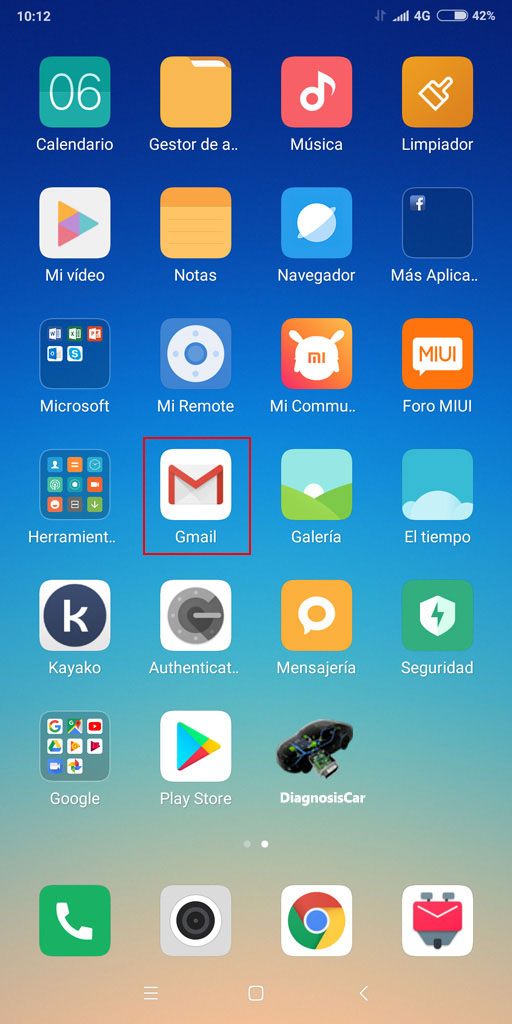 10:12 4G 42%
06
Calendario Gestor de a.. Música Limpiador
Mi vídeo Notas Navegador Más Aplica..
mi MIUI
Microsoft Mi Remote Mi Commu.. Foro MIUI
Herramient.. Gmail Galería El tiempo
k
Kayako Authenticat.. Mensajería Seguridad
Google Play Store DiagnosisCar